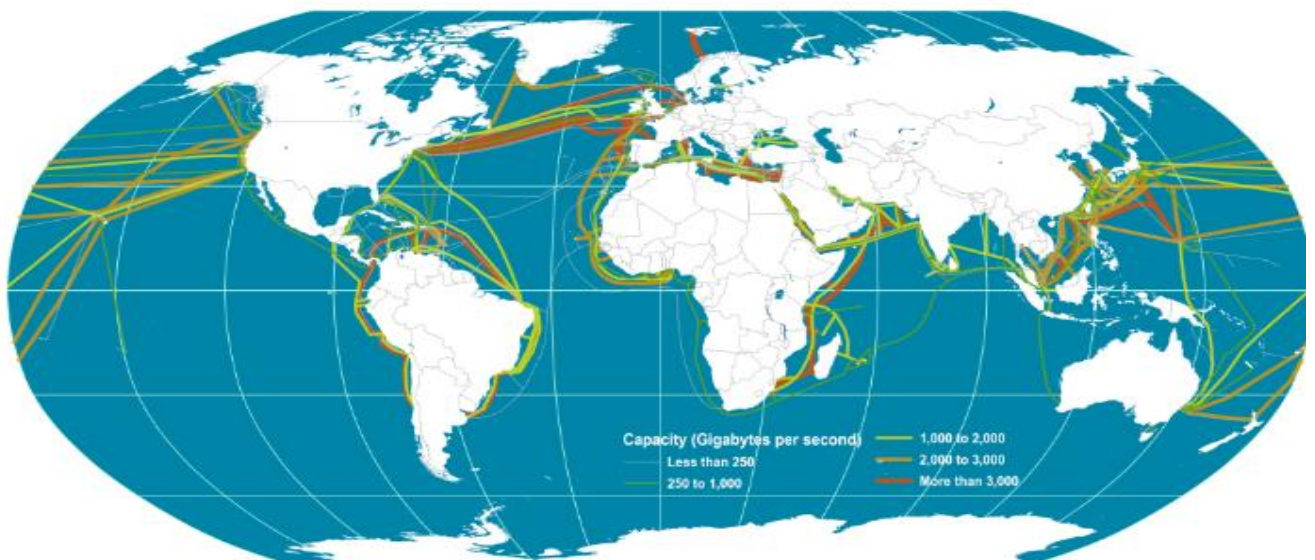 Capacity (Gigabytes per second)
Less than 250
250 to 1,000
1,000 to 2,000
2,000 to 3,000
More than 3,000